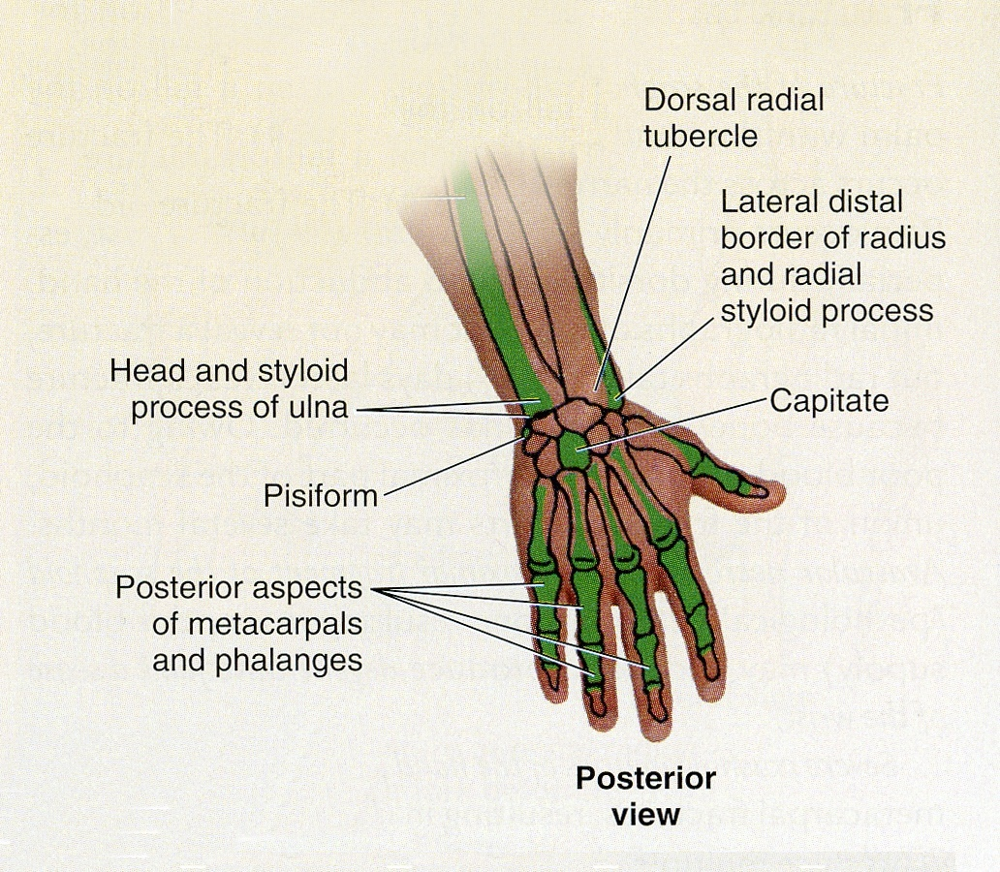 Dorsal radial
tubercle
Lateral distal
border of radius
and radial
styloid process
Head and styloid
process of ulna
Capitate
Pisiform
Posterior aspects
of metacarpals
and phalanges
Posterior
view